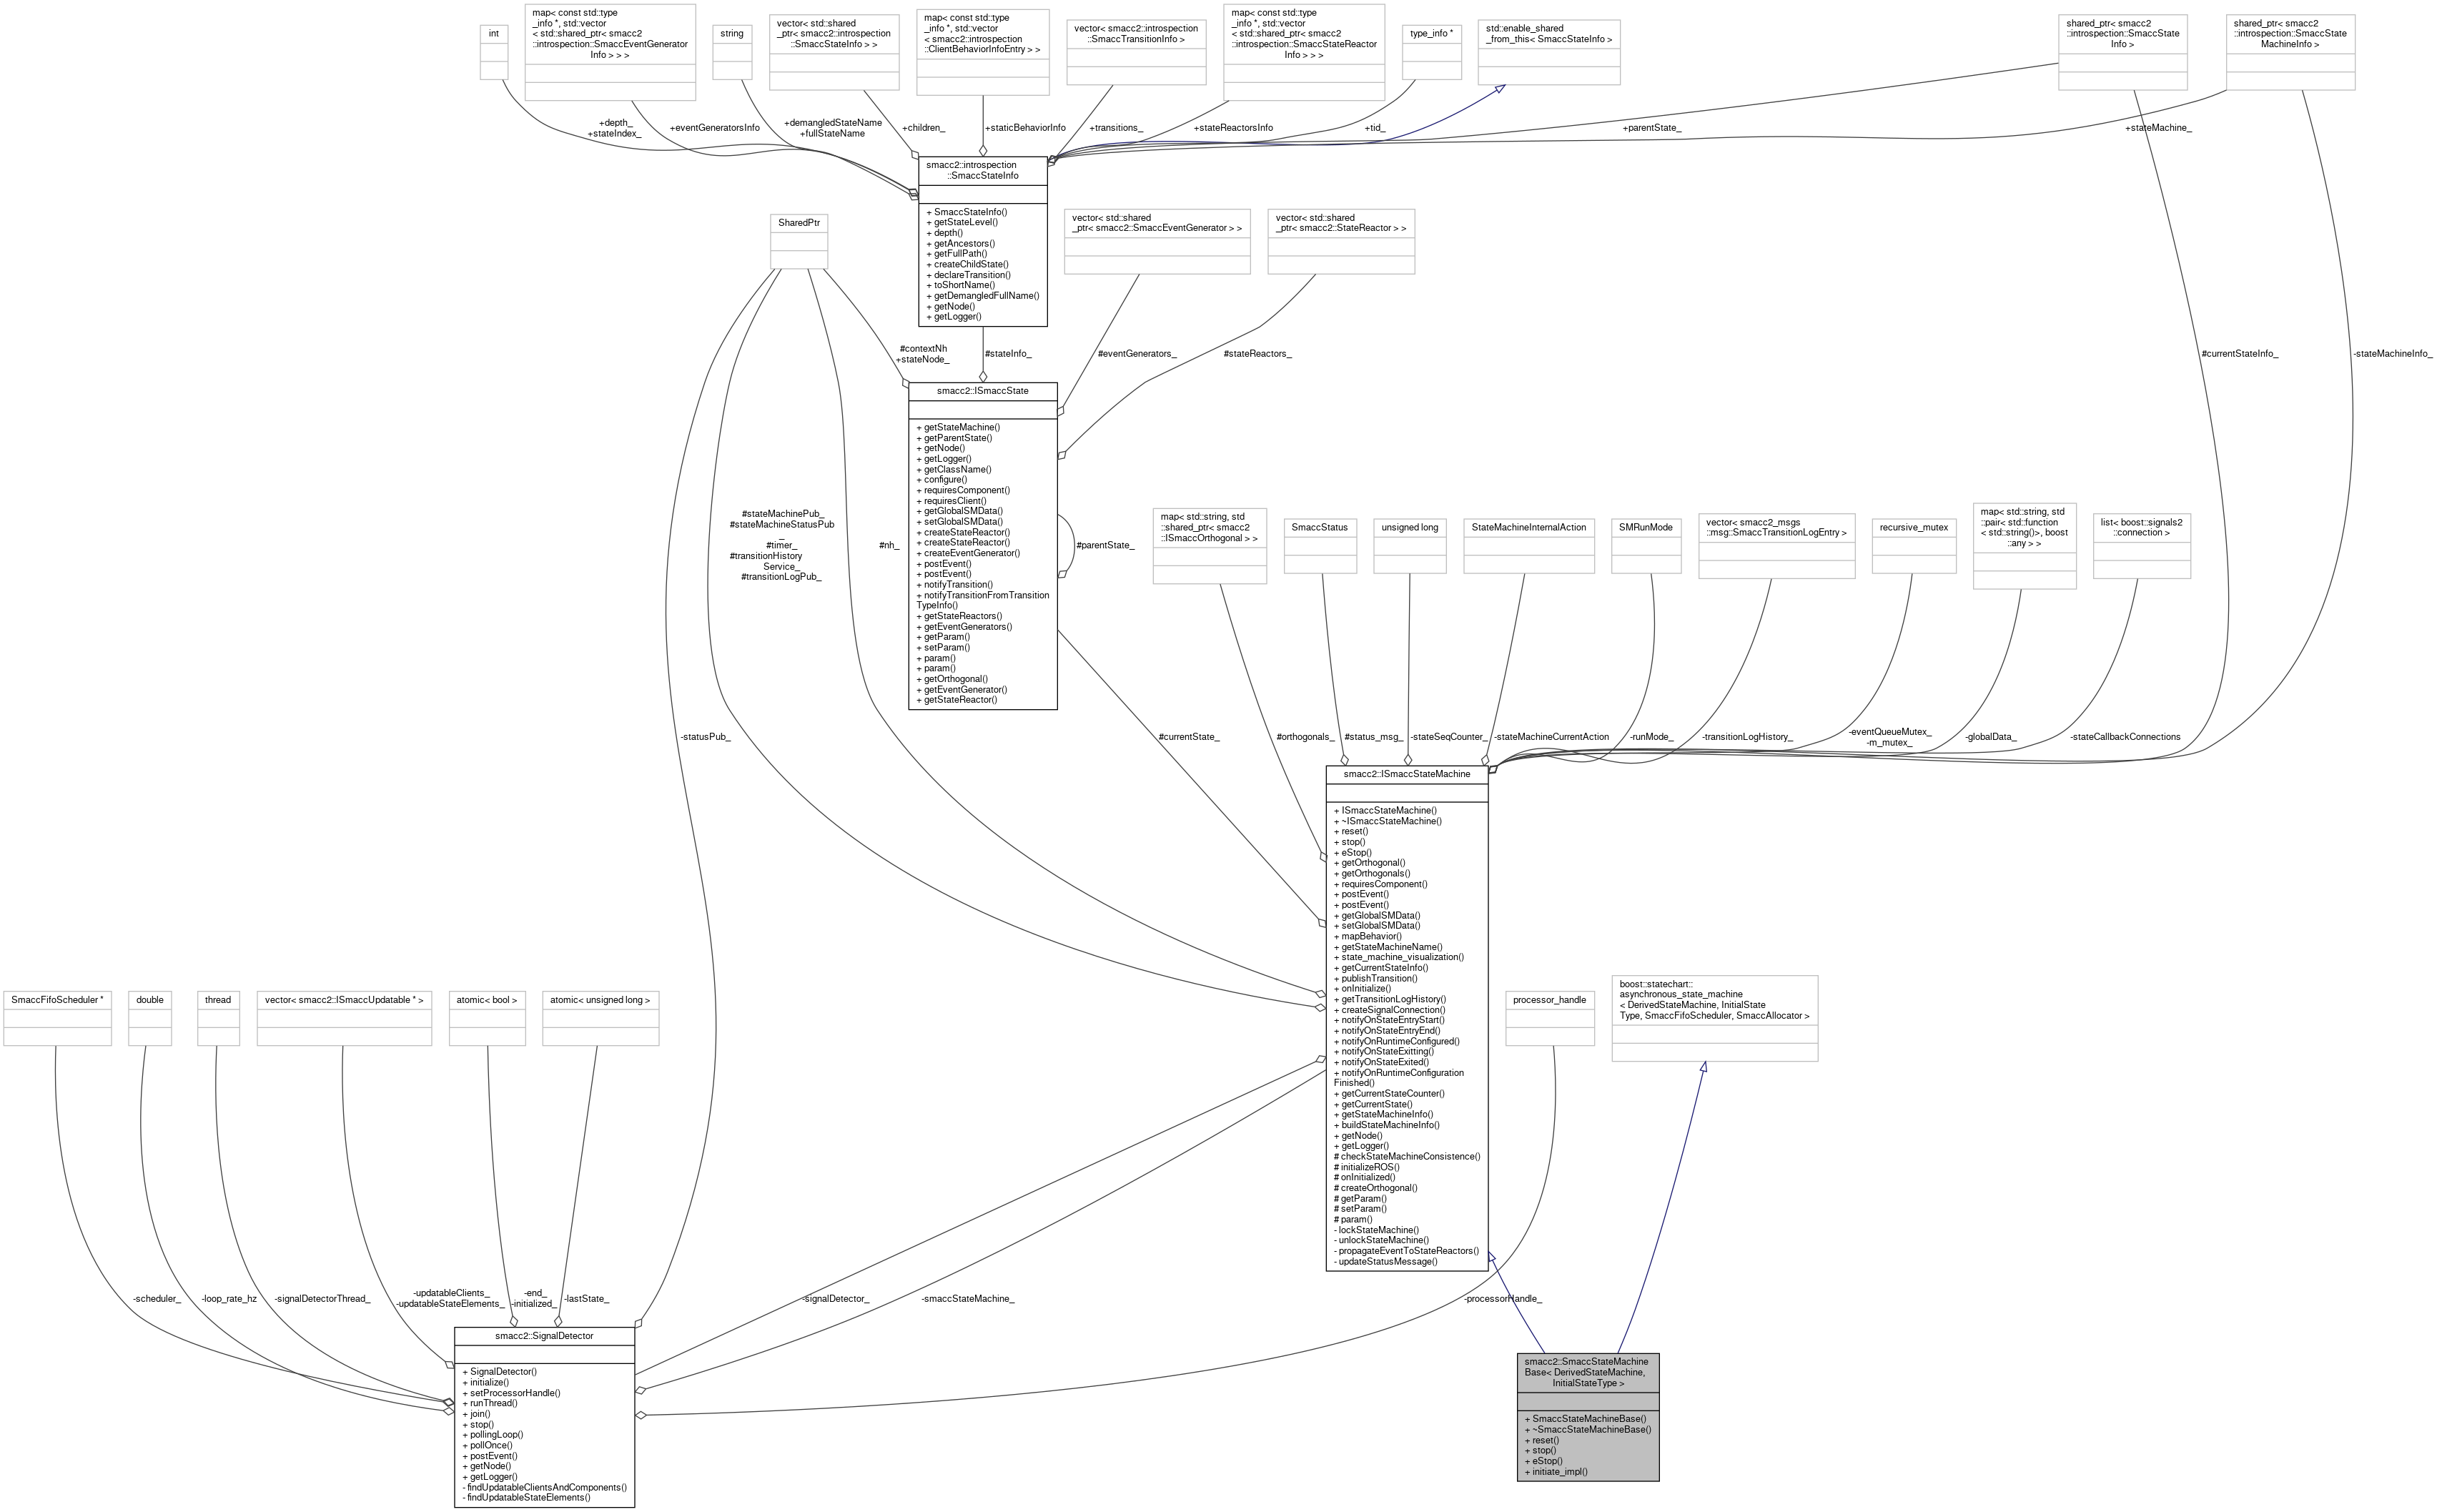 int
map< const std::type
_info *, std::vector
< std::shared_ptr< smacc2
::introspection::SmaccEventGenerator
Info > > >
string
vector< std::shared
_ptr< smacc2::introspection
::SmaccStateInfo > >
map< const std::type
_info *, std::vector
< smacc2::introspection
::ClientBehaviorInfoEntry > >
vector< smacc2::introspection
::SmaccTransitionInfo >
map< const std::type
_info *, std::vector
< std::shared_ptr< smacc2
::introspection::SmaccStateReactor
Info > > >
type_info *
std::enable_shared
_from_this< SmaccStateInfo >
shared_ptr< smacc2
::introspection::SmaccState
Info >
shared_ptr< smacc2
::introspection::SmaccState
MachineInfo >
+depth_
+stateIndex_
+eventGeneratorsInfo
+demangledStateName
+fullStateName
+children_
+staticBehaviorInfo
+transitions_
+stateReactorsInfo
+tid_
+parentState_
+stateMachine_
smacc2::introspection
::SmaccStateInfo
+ SmaccStateInfo()
+ getStateLevel()
+ depth()
+ getAncestors()
+ getFullPath()
+ createChildState()
+ declareTransition()
+ toShortName()
+ getDemangledFullName()
+ getNode()
+ getLogger()
SharedPtr
vector< std::shared
_ptr< smacc2::SmaccEventGenerator > >
vector< std::shared
_ptr< smacc2::StateReactor > >
#contextNh
+stateNode_
#stateInfo_
#eventGenerators_
#stateReactors_
#currentStateInfo_
-stateMachineInfo_
smacc2::ISmaccState
+ getStateMachine()
+ getParentState()
+ getNode()
+ getLogger()
+ getClassName()
+ configure()
+ requiresComponent()
+ requiresClient()
+ getGlobalSMData()
+ setGlobalSMData()
+ createStateReactor()
+ createStateReactor()
+ createEventGenerator()
+ postEvent()
+ postEvent()
+ notifyTransition()
+ notifyTransitionFromTransition
TypeInfo()
+ getStateReactors()
+ getEventGenerators()
+ getParam()
+ setParam()
+ param()
+ param()
+ getOrthogonal()
+ getEventGenerator()
+ getStateReactor()
#parentState_
#stateMachinePub_
#stateMachineStatusPub
_
#timer_
#transitionHistory
Service_
#transitionLogPub_
#nh_
map< std::string, std
::shared_ptr< smacc2
::ISmaccOrthogonal > >
SmaccStatus
unsigned long
StateMachineInternalAction
SMRunMode
vector< smacc2_msgs
::msg::SmaccTransitionLogEntry >
recursive_mutex
map< std::string, std
::pair< std::function
< std::string()>, boost
::any > >
list< boost::signals2
::connection >
-statusPub_
#currentState_
#orthogonals_
#status_msg_
-stateSeqCounter_
-stateMachineCurrentAction
-runMode_
-transitionLogHistory_
-eventQueueMutex_
-m_mutex_
-globalData_
-stateCallbackConnections
smacc2::ISmaccStateMachine
+ ISmaccStateMachine()
+ ~ISmaccStateMachine()
+ reset()
+ stop()
+ eStop()
+ getOrthogonal()
+ getOrthogonals()
+ requiresComponent()
+ postEvent()
+ postEvent()
+ getGlobalSMData()
+ setGlobalSMData()
+ mapBehavior()
+ getStateMachineName()
+ state_machine_visualization()
+ getCurrentStateInfo()
+ publishTransition()
+ onInitialize()
+ getTransitionLogHistory()
+ createSignalConnection()
+ notifyOnStateEntryStart()
+ notifyOnStateEntryEnd()
+ notifyOnRuntimeConfigured()
+ notifyOnStateExitting()
+ notifyOnStateExited()
+ notifyOnRuntimeConfiguration
Finished()
+ getCurrentStateCounter()
+ getCurrentState()
+ getStateMachineInfo()
+ buildStateMachineInfo()
+ getNode()
+ getLogger()
# checkStateMachineConsistence()
# initializeROS()
# onInitialized()
# createOrthogonal()
# getParam()
# setParam()
# param()
- lockStateMachine()
- unlockStateMachine()
- propagateEventToStateReactors()
- updateStatusMessage()
SmaccFifoScheduler *
double
thread
vector< smacc2::ISmaccUpdatable * >
atomic< bool >
atomic< unsigned long >
processor_handle
boost::statechart::
asynchronous_state_machine
< DerivedStateMachine, InitialState
Type, SmaccFifoScheduler, SmaccAllocator >
-scheduler_
-loop_rate_hz
-signalDetectorThread_
-updatableClients_
-updatableStateElements_
-end_
-initialized_
-lastState_
-signalDetector_
-smaccStateMachine_
-processorHandle_
smacc2::SignalDetector
+ SignalDetector()
+ initialize()
+ setProcessorHandle()
+ runThread()
+ join()
+ stop()
+ pollingLoop()
+ pollOnce()
+ postEvent()
+ getNode()
+ getLogger()
- findUpdatableClientsAndComponents()
- findUpdatableStateElements()
smacc2::SmaccStateMachine
Base< DerivedStateMachine,
InitialStateType >
+ SmaccStateMachineBase()
+ ~SmaccStateMachineBase()
+ reset()
+ stop()
+ eStop()
+ initiate_impl()